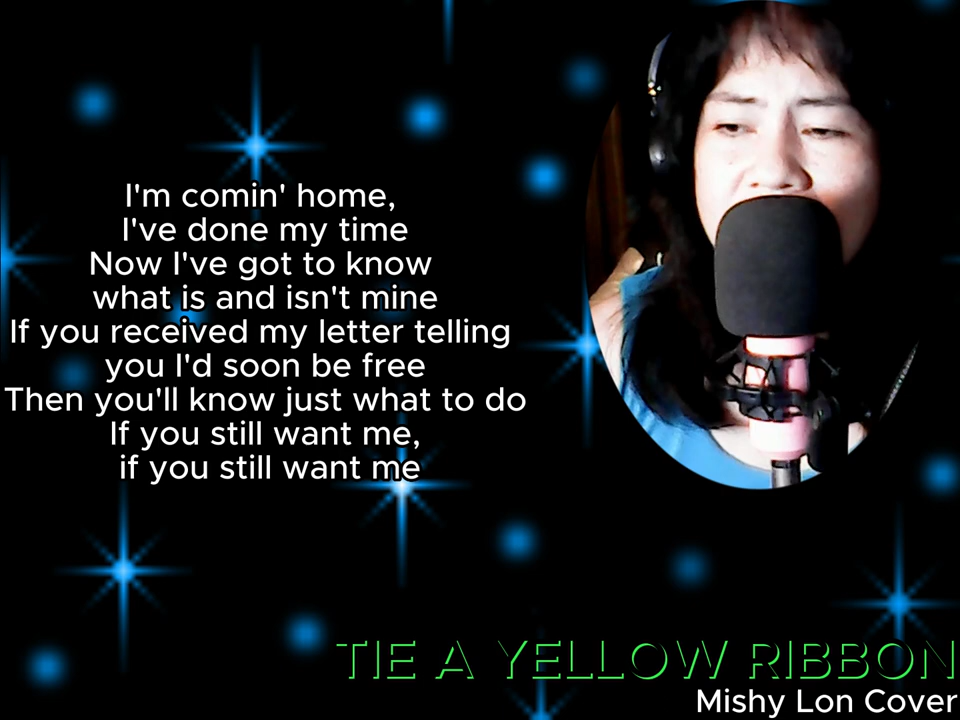 I'm comin' home,
I've done my time
Now I've got to know
what is and isn't mine
If you received my letter telling
you I'd soon be free
Then you'll know just what to do
If you still want me,
if you still want me
TIE A YELLOW RIBBON
Mishy Lon Cover